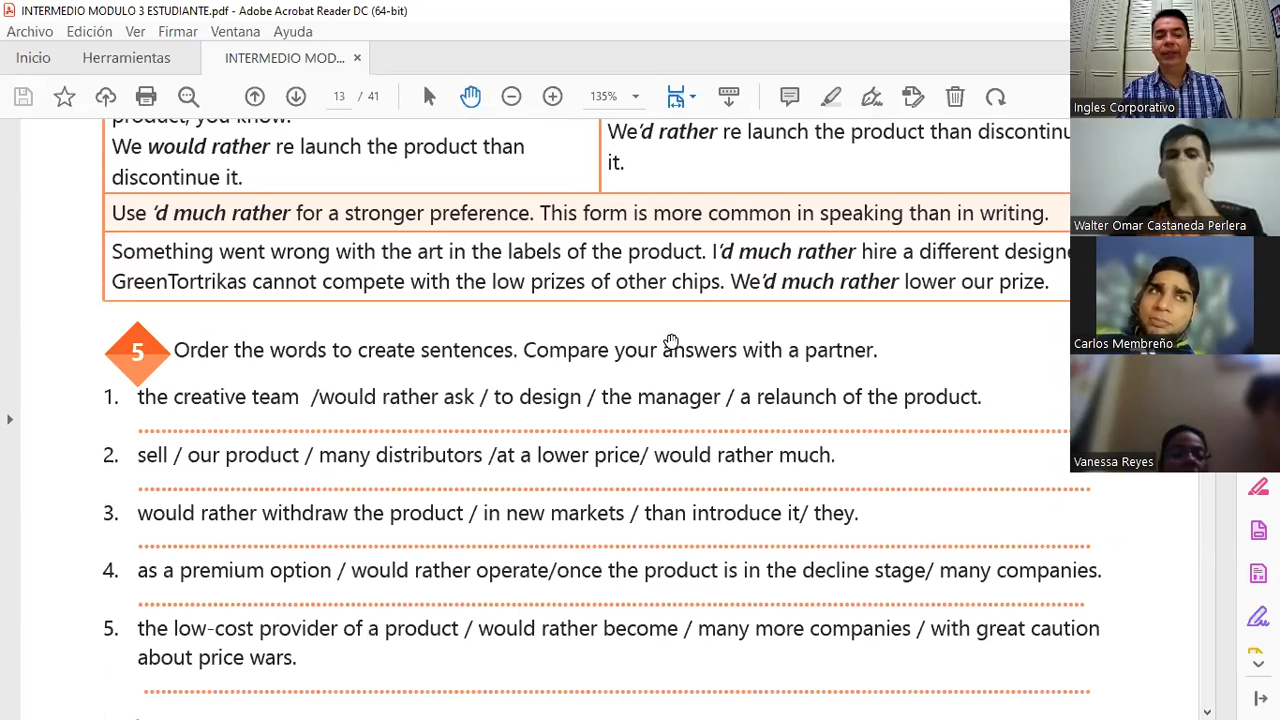 INTERMEDIO MODULO 3 ESTUDIANTE.pdf - Adobe Acrobat Reader DC (64-bit)
Archivo Edición Ver Firmar Ventana Ayuda
Inicio Herramientas INTERMEDIO MOD... ×
13 / 41 135%
product, you know.
We would rather re launch the product than
discontinue it.
We'd rather re launch the product than discontinu
it.
Use 'd much rather for a stronger preference. This form is more common in speaking than in writing.
Something went wrong with the art in the labels of the product. I'd much rather hire a different designe
GreenTortrikas cannot compete with the low prizes of other chips. We'd much rather lower our prize.
5 Order the words to create sentences. Compare your answers with a partner.
1. the creative team /would rather ask / to design / the manager / a relaunch of the product.
2. sell / our product / many distributors /at a lower price/ would rather much.
3. would rather withdraw the product / in new markets / than introduce it/ they.
4. as a premium option / would rather operate/once the product is in the decline stage/ many companies.
5. the low-cost provider of a product / would rather become / many more companies / with great caution
about price wars.
Ingles Corporativo
Walter Omar Castaneda Perlera
Carlos Membreño
Vanessa Reyes